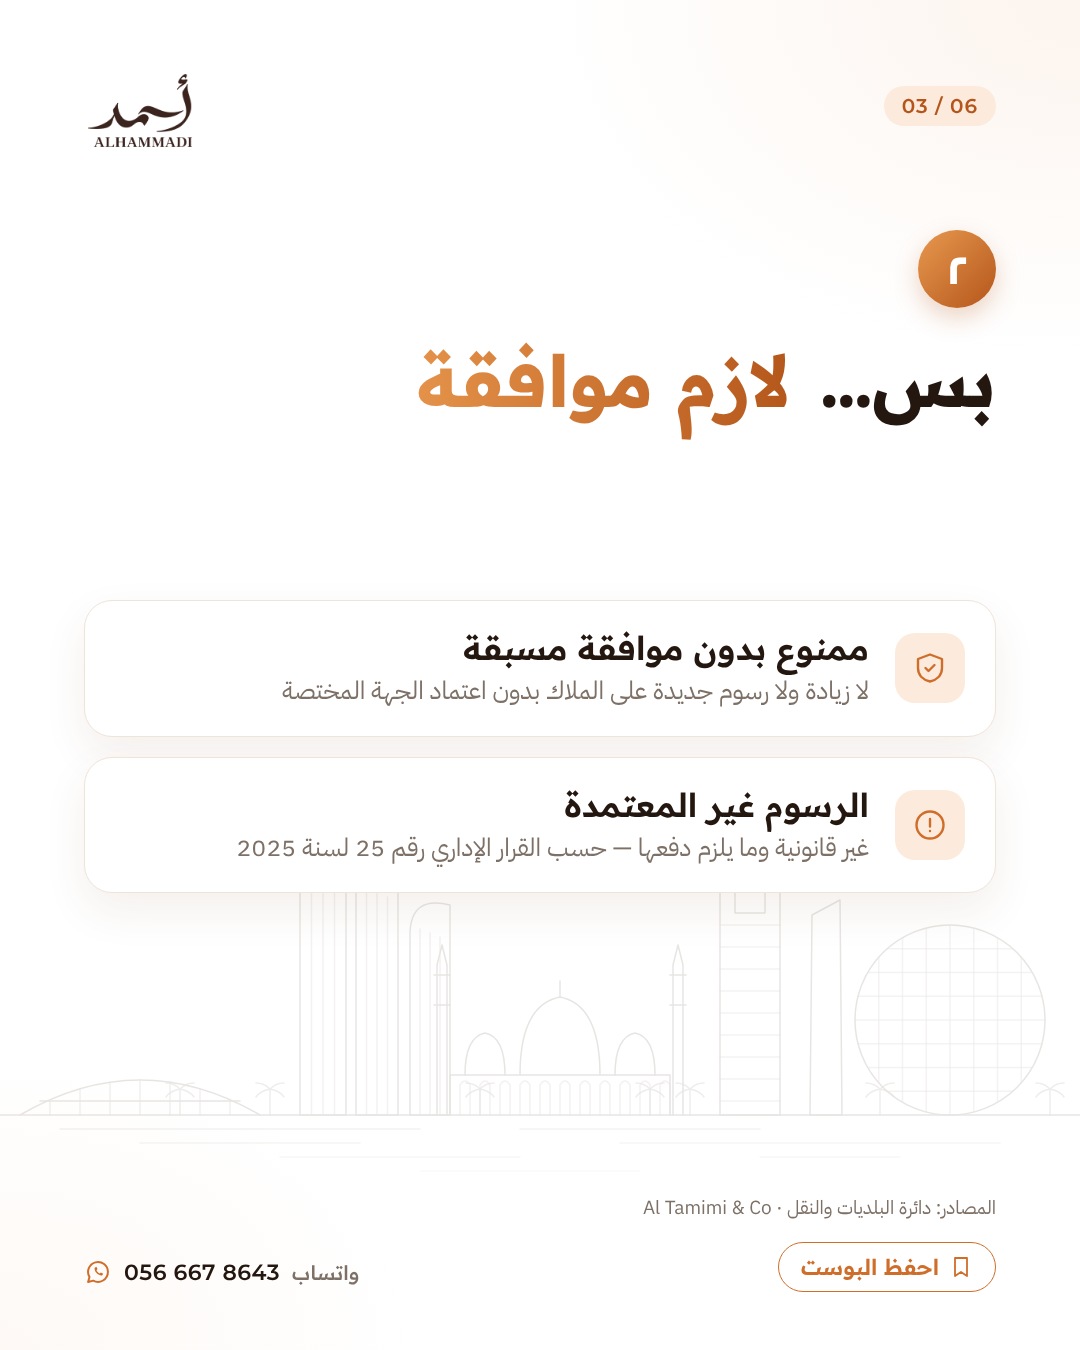 أحمد
ALHAMMADI
03 / 06
٢
بس... لازم موافقة
ممنوع بدون موافقة مسبقة
لا زيادة ولا رسوم جديدة على الملاك بدون اعتماد الجهة المختصة
الرسوم غير المعتمدة
غير قانونية وما يلزم دفعها — حسب القرار الإداري رقم 25 لسنة 2025
المصادر: دائرة البلديات والنقل · Al Tamimi & Co
احفظ البوست
واتساب 056 667 8643